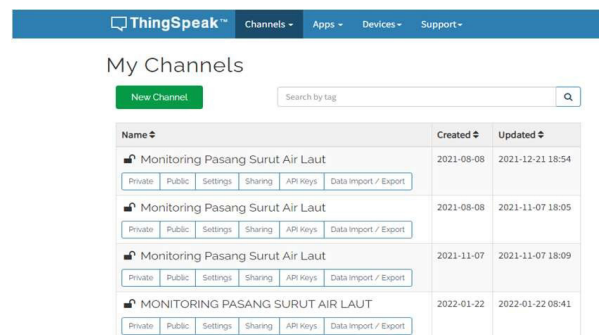 ThingSpeak™ Channels Apps Devices Support
My Channels
New Channel Search by tag
Name Created Updated
Monitoring Pasang Surut Air Laut 2021-08-08 2021-12-21 18:54
Private Public Settings Sharing API Keys Data Import / Export
Monitoring Pasang Surut Air Laut 2021-08-08 2021-11-07 18:05
Private Public Settings Sharing API Keys Data Import / Export
Monitoring Pasang Surut Air Laut 2021-11-07 2021-11-07 18:09
Private Public Settings Sharing API Keys Data Import / Export
MONITORING PASANG SURUT AIR LAUT 2022-01-22 2022-01-22 08:41
Private Public Settings Sharing API Keys Data Import / Export